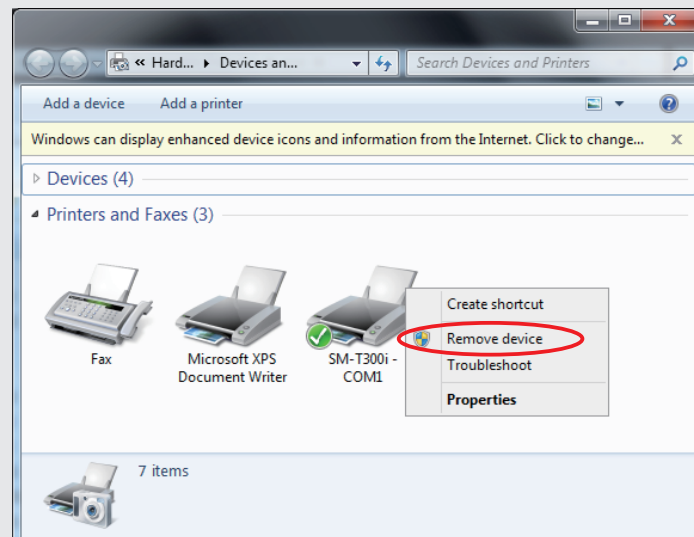 « Hard... ▸ Devices an...
Search Devices and Printers
Add a device Add a printer
Windows can display enhanced device icons and information from the Internet. Click to change...
Devices (4)
Printers and Faxes (3)
Fax
Microsoft XPS
Document Writer
SM-T300i -
COM1
Create shortcut
Remove device
Troubleshoot
Properties
7 items